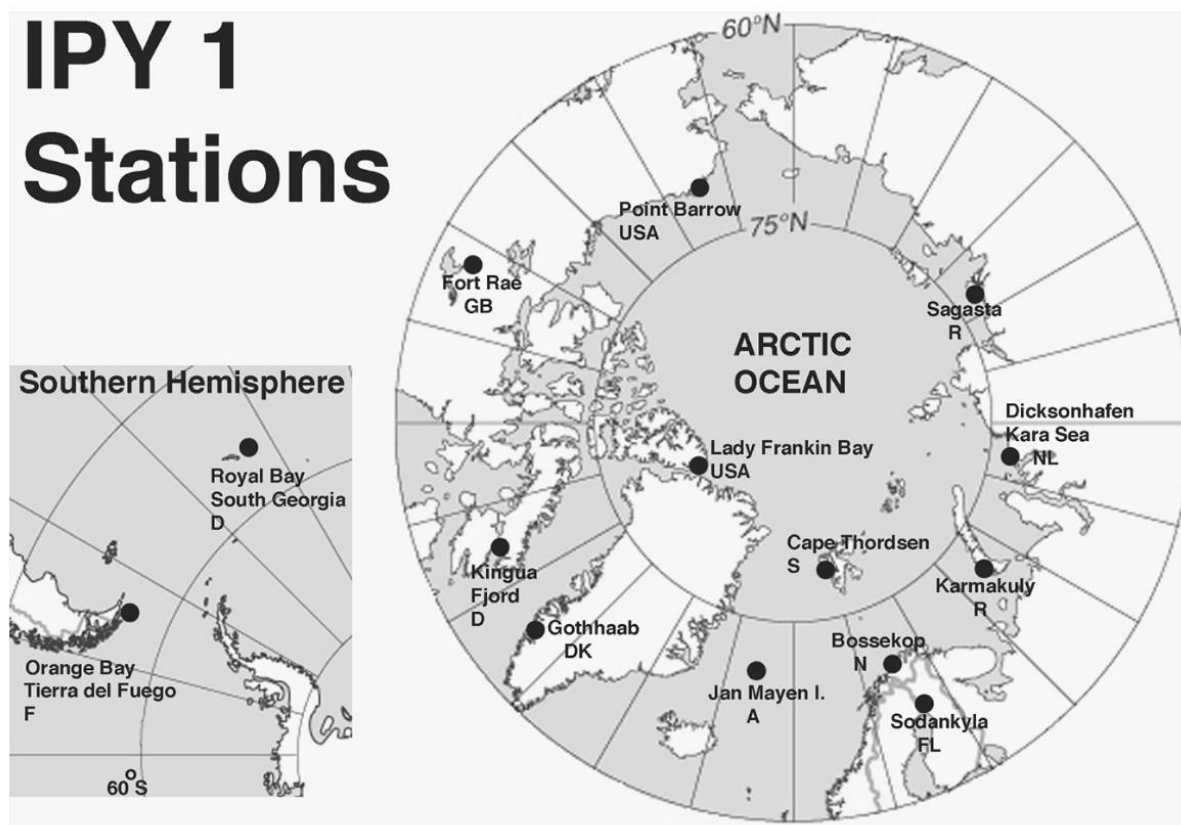 IPY 1
Stations
60°N
Point Barrow
USA
75°N
Fort Rae
GB
Sagasta
R
ARCTIC
OCEAN
Dicksonhafen
Kara Sea
NL
Lady Frankin Bay
USA
Cape Thordsen
S
Kingua
Fjord
D
Karmakuly
R
Gothhaab
DK
Bossekop
N
Jan Mayen I.
A
Sodankyla
FL
Southern Hemisphere
Royal Bay
South Georgia
D
Orange Bay
Tierra del Fuego
F
60°S